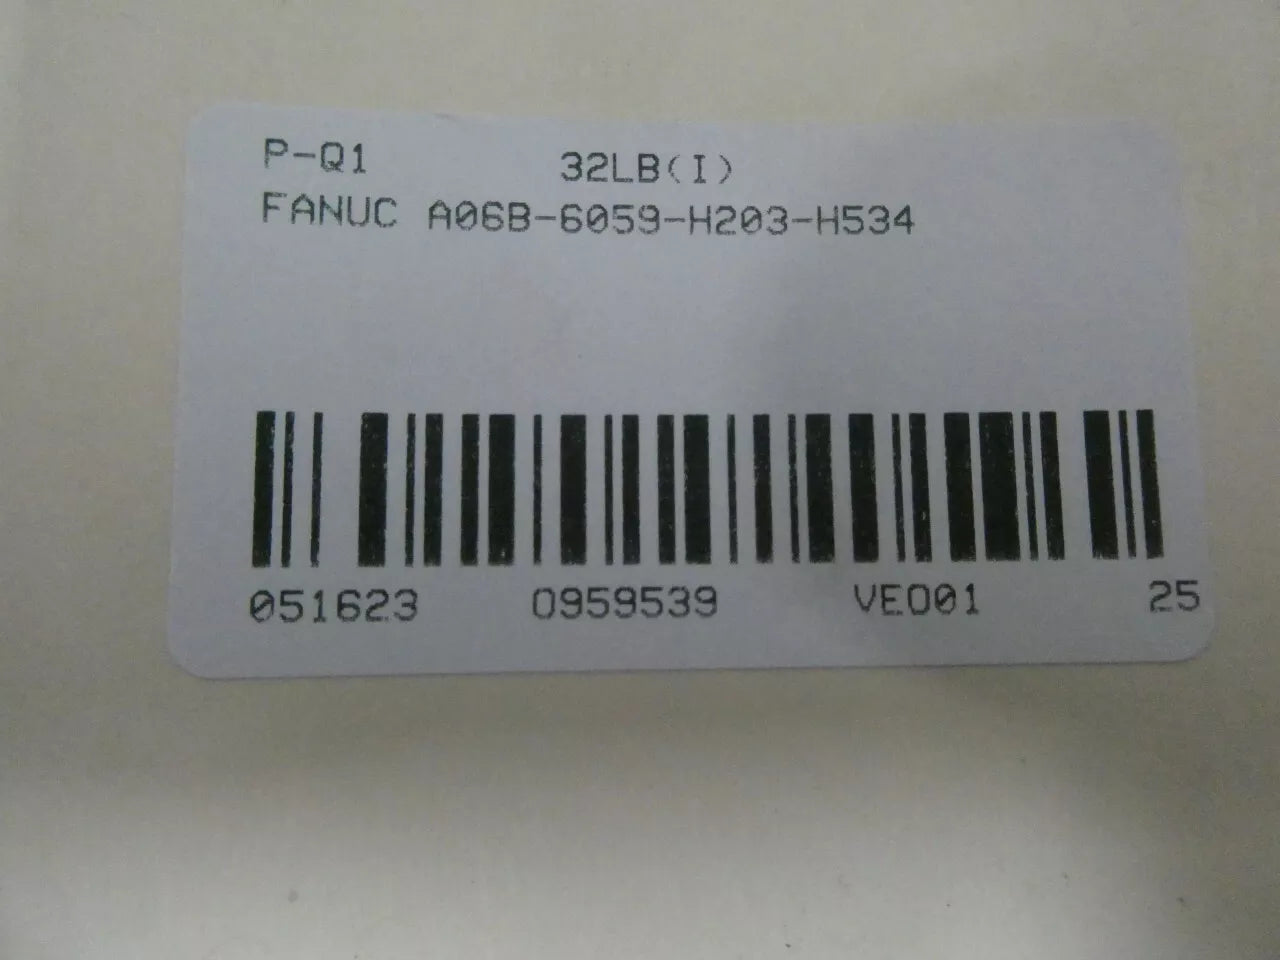 P-Q1 32LB(I)
FANUC A06B-6059-H203-H534
051623 0959539 VE001 25